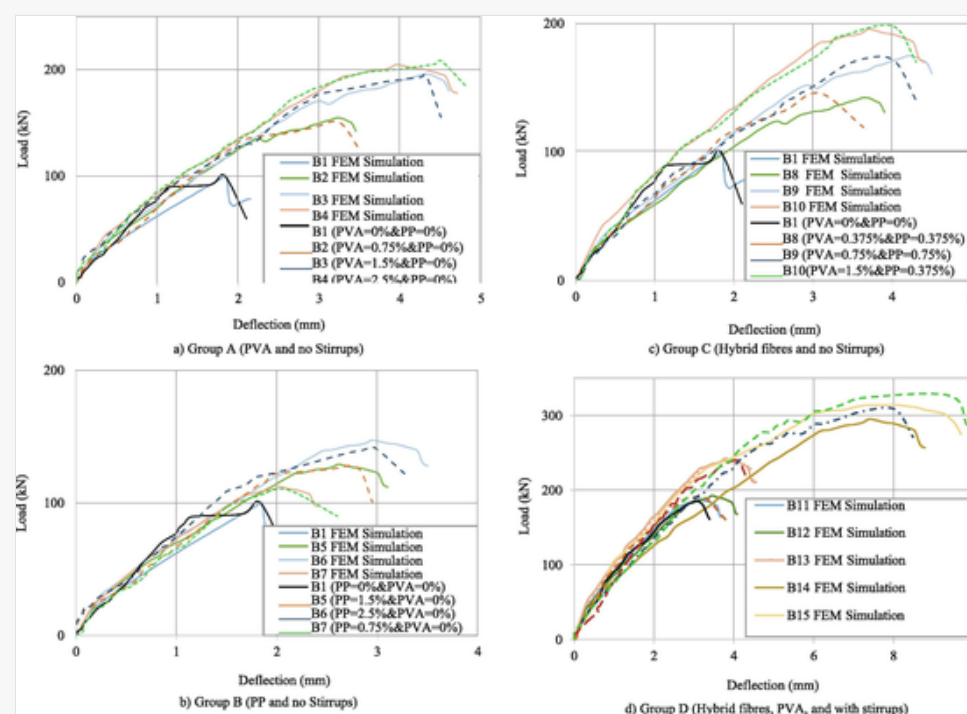 200
100
0
Load (kN)
B1 FEM Simulation
B2 FEM Simulation
B3 FEM Simulation
B4 FEM Simulation
B1 (PVA=0%&PP=0%)
B2 (PVA=0.75%&PP=0%)
B3 (PVA=1.5%&PP=0%)
B4 (PVA=2.5%&PP=0%)
0 1 2 3 4 5
Deflection (mm)
a) Group A (PVA and no Stirrups)
200
100
0
Load (kN)
B1 FEM Simulation
B8 FEM Simulation
B9 FEM Simulation
B10 FEM Simulation
B1 (PVA=0%&PP=0%)
B8 (PVA=0.375%&PP=0.375%)
B9 (PVA=0.75%&PP=0.75%)
B10(PVA=1.5%&PP=0.375%)
0 1 2 3 4
Deflection (mm)
c) Group C (Hybrid fibres and no Stirrups)
200
100
0
Load (kN)
B1 FEM Simulation
B5 FEM Simulation
B6 FEM Simulation
B7 FEM Simulation
B1 (PP=0%&PVA=0%)
B5 (PP=1.5%&PVA=0%)
B6 (PP=2.5%&PVA=0%)
B7 (PP=0.75%&PVA=0%)
0 1 2 3 4
Deflection (mm)
b) Group B (PP and no Stirrups)
300
200
100
0
Load (kN)
B11 FEM Simulation
B12 FEM Simulation
B13 FEM Simulation
B14 FEM Simulation
B15 FEM Simulation
0 2 4 6 8
Deflection (mm)
d) Group D (Hybrid fibres, PVA, and with stirrups)